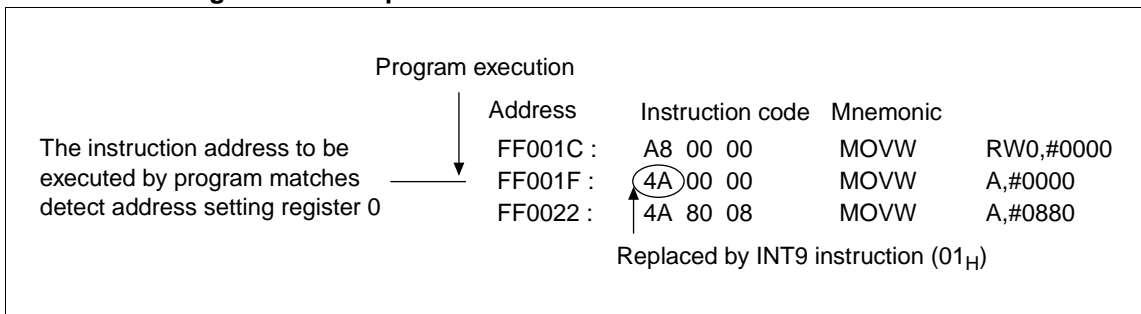 Program execution
Address Instruction code Mnemonic
The instruction address to be
executed by program matches
detect address setting register 0
FF001C : A8 00 00 MOVW RW0,#0000
FF001F : 4A 00 00 MOVW A,#0000
FF0022 : 4A 80 08 MOVW A,#0880
Replaced by INT9 instruction (01H)